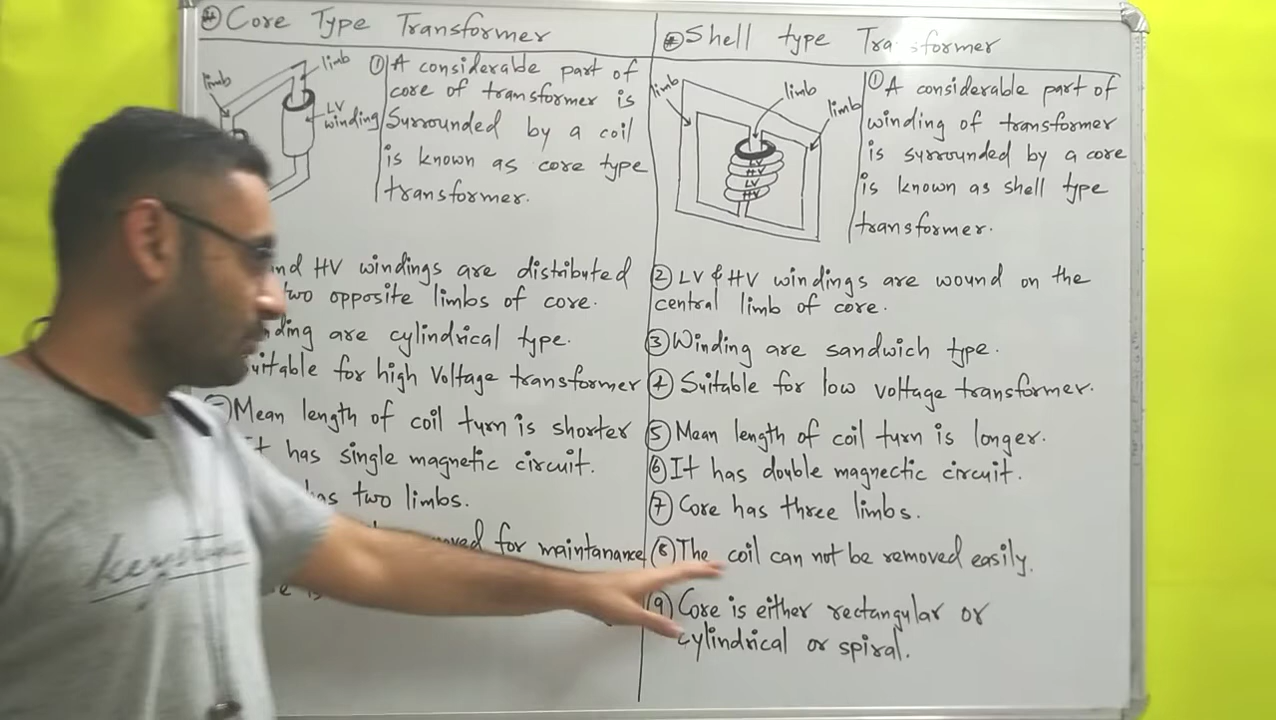 * Core Type Transformer
limb
limb
LV
winding
① A considerable part of
core of transformer is
Surrounded by a coil
is known as core type
transformer.
nd HV windings are distributed
two opposite limbs of core.
ding are cylindrical type.
uitable for high Voltage transformer
Mean length of coil turn is shorter
t has single magnetic circuit.
has two limbs.
moved for maintanance
e is
* Shell type Tra sformer
limb
limb
limb
LV
HV
LV
HV
① A considerable part of
winding of transformer
is surrounded by a core
is known as shell type
transformer.
② LV & HV windings are wound on the
central limb of core.
③ Winding are sandwich type.
④ Suitable for low voltage transformer.
⑤ Mean length of coil turn is longer.
⑥ It has double magnectic circuit.
⑦ Core has three limbs.
⑧ The coil can not be removed easily.
⑨ Core is either rectangular or
cylindrical or spiral.
keystone